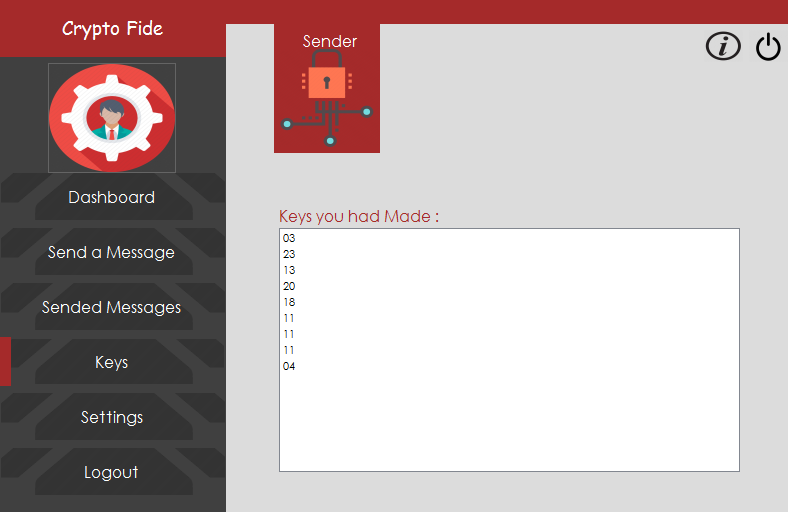 Crypto Fide
Sender
Dashboard
Send a Message
Sended Messages
Keys
Settings
Logout
Keys you had Made :
03
23
13
20
18
11
11
11
04